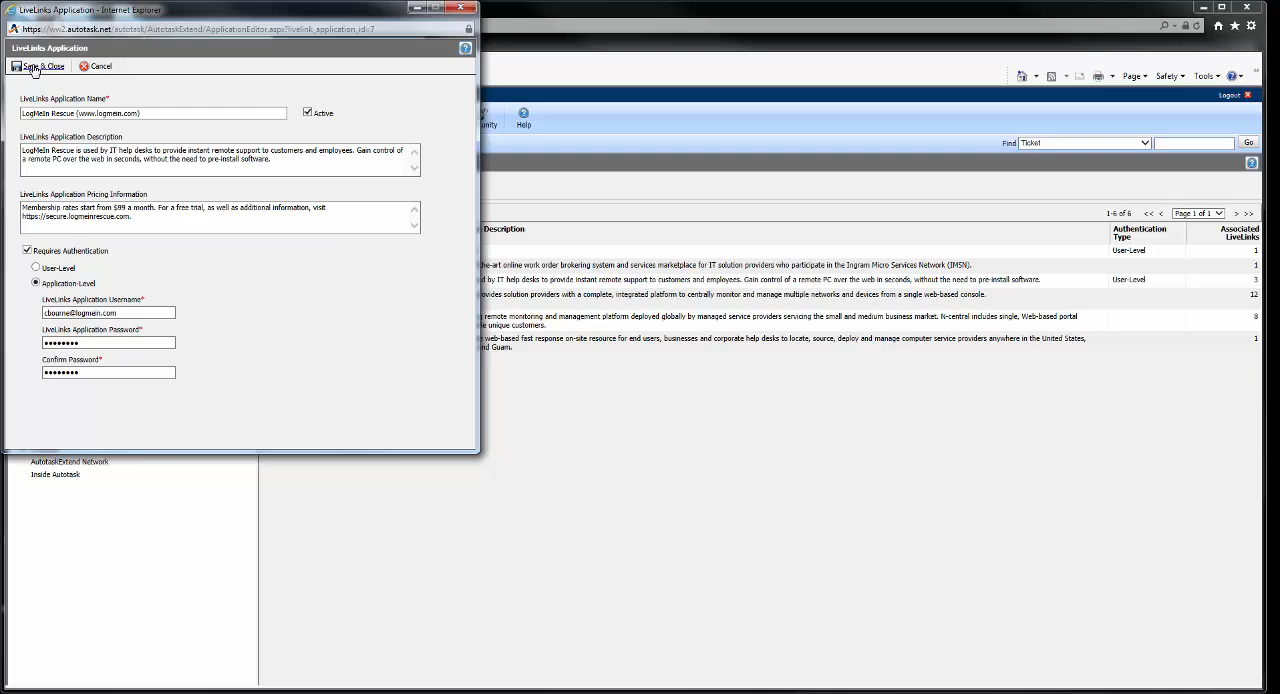 LiveLinks Application - Internet Explorer
https://ww2.autotask.net/autotask/AutotaskExtend/ApplicationEditor.aspx?livelink_application_id=7
LiveLinks Application
Save & Close
Cancel
LiveLinks Application Name*
LogMeIn Rescue (www.logmein.com)
Active
LiveLinks Application Description
LogMeIn Rescue is used by IT help desks to provide instant remote support to customers and employees. Gain control of
a remote PC over the web in seconds, without the need to pre-install software.
LiveLinks Application Pricing Information
Membership rates start from $99 a month. For a free trial, as well as additional information, visit
https://secure.logmeinrescue.com.
Requires Authentication
User-Level
Application-Level
LiveLinks Application Username*
cbourne@logmein.com
LiveLinks Application Password*
••••••••
Confirm Password*
••••••••
AutotaskExtend Network
Inside Autotask
Page
Safety
Tools
Logout
unity
Help
Find
Ticket
Go
1-6 of 6
<< <
Page 1 of 1
> >>
Description
Authentication
Type
Associated
LiveLinks
User-Level
1
the-art online work order brokering system and services marketplace for IT solution providers who participate in the Ingram Micro Services Network (IMSN).
1
d by IT help desks to provide instant remote support to customers and employees. Gain control of a remote PC over the web in seconds, without the need to pre-install software.
User-Level
3
ovides solution providers with a complete, integrated platform to centrally monitor and manage multiple networks and devices from a single web-based console.
12
remote monitoring and management platform deployed globally by managed service providers servicing the small and medium business market. N-central includes single, Web-based portal
8
e unique customers.
web-based fast response on-site resource for end users, businesses and corporate help desks to locate, source, deploy and manage computer service providers anywhere in the United States,
1
nd Guam.